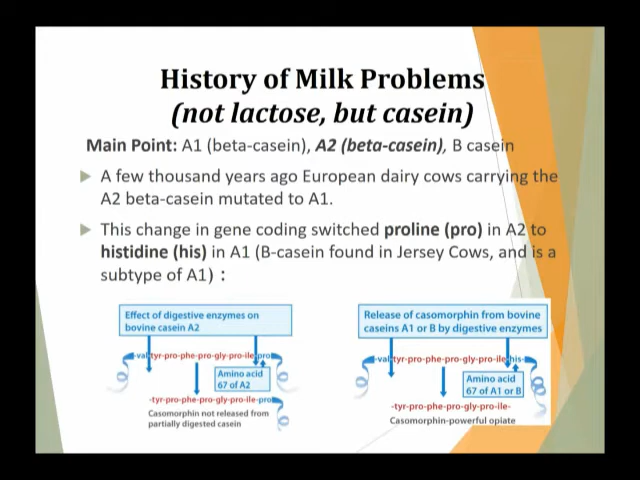 History of Milk Problems
(not lactose, but casein)
Main Point: A1 (beta-casein), A2 (beta-casein), B casein
A few thousand years ago European dairy cows carrying the
A2 beta-casein mutated to A1.
This change in gene coding switched proline (pro) in A2 to
histidine (his) in A1 (B-casein found in Jersey Cows, and is a
subtype of A1) :
Effect of digestive enzymes on
bovine casein A2
-val-tyr-pro-phe-pro-gly-pro-ile-pro-
Amino acid
67 of A2
-tyr-pro-phe-pro-gly-pro-ile-pro-
Casomorphin not released from
partially digested casein
Release of casomorphin from bovine
caseins A1 or B by digestive enzymes
-val-tyr-pro-phe-pro-gly-pro-ile-his-
Amino acid
67 of A1 or B
-tyr-pro-phe-pro-gly-pro-ile-
Casomorphin-powerful opiate